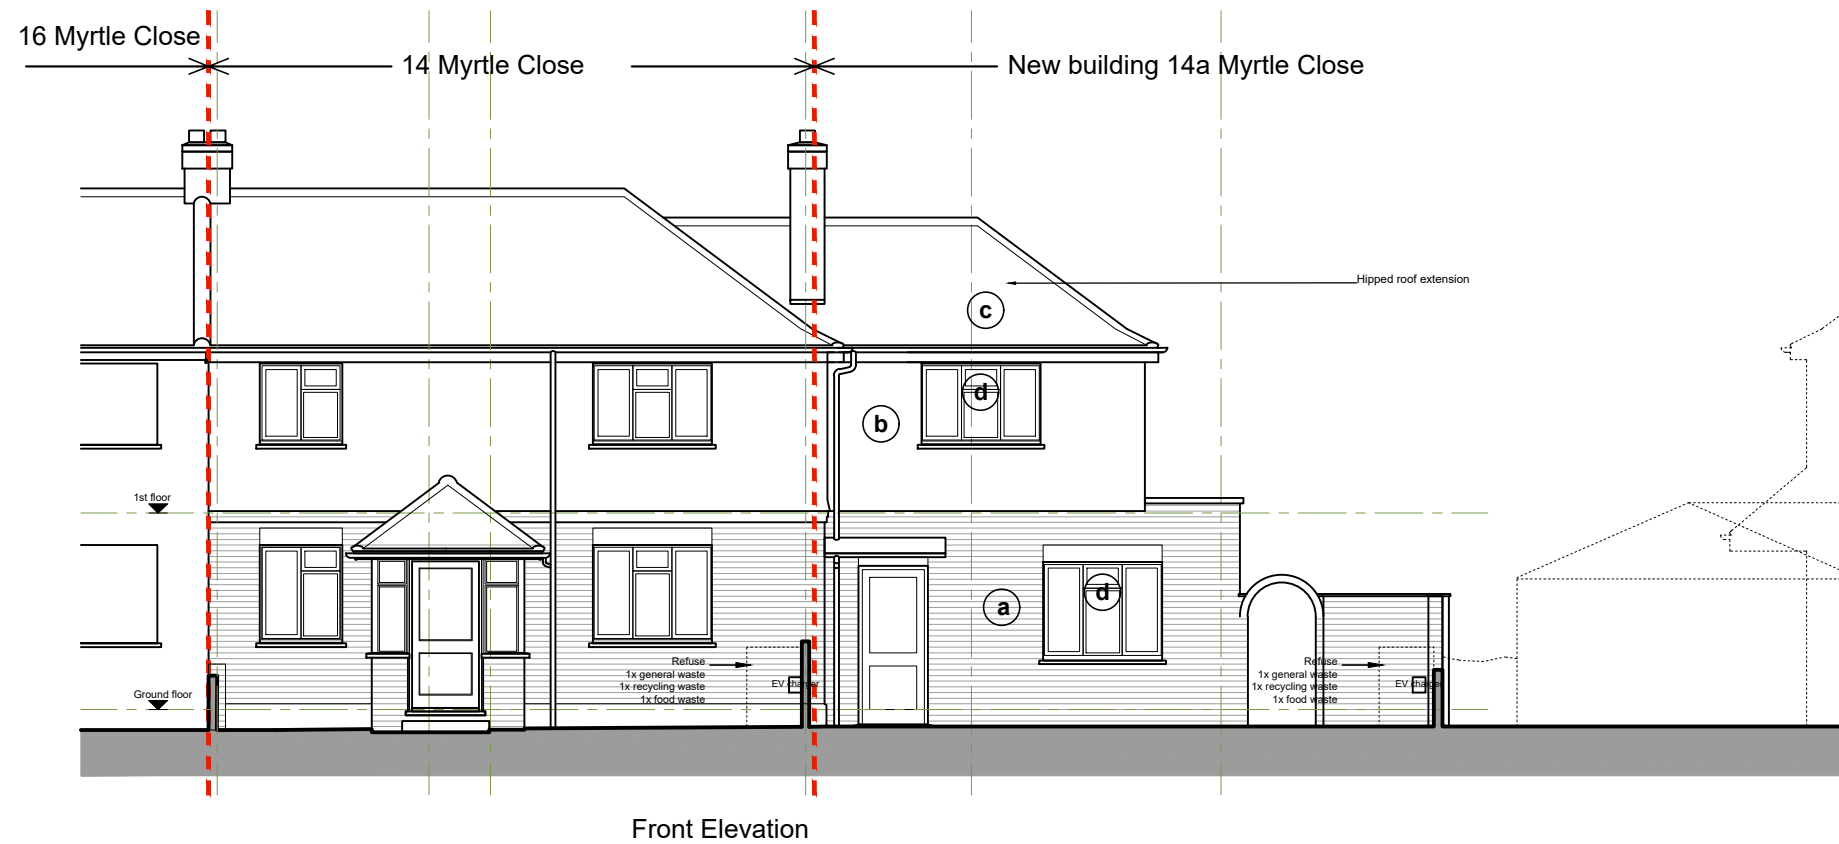 16 Myrtle Close
14 Myrtle Close
New building 14a Myrtle Close
Hipped roof extension
c
d
b
1st floor
a
d
Refuse
1x general waste
1x recycling waste
1x food waste
EV charger
Refuse
1x general waste
1x recycling waste
1x food waste
EV charger
Ground floor
Front Elevation